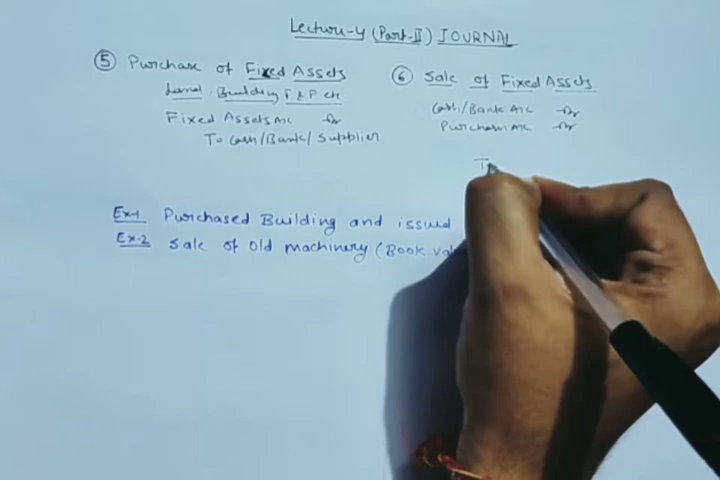 Lecture-4 (Part-II) JOURNAL
⑤ Purchase of Fixed Assets
Land, Building F & F etc
Fixed Assets A/c Dr
To Cash/Bank/ Supplier
⑥ Sale of Fixed Assets
Cash/Bank A/c Dr
Purchaser A/c Dr
To
Ex-1 Purchased Building and issued
Ex-2 Sale of Old machinery (Book